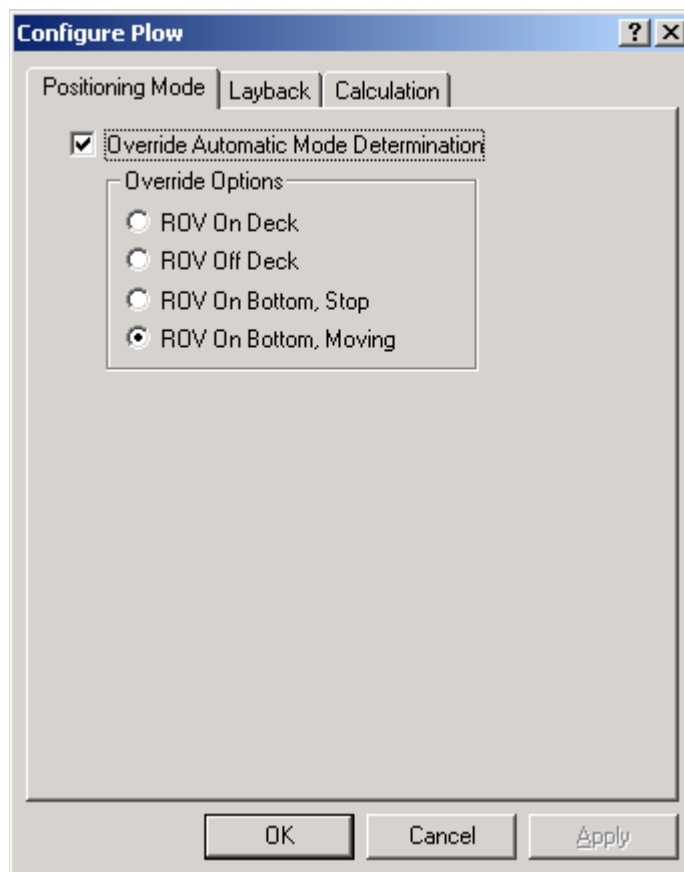 Configure Plow
Positioning Mode Layback Calculation
Override Automatic Mode Determination
Override Options
ROV On Deck
ROV Off Deck
ROV On Bottom, Stop
ROV On Bottom, Moving
OK Cancel Apply